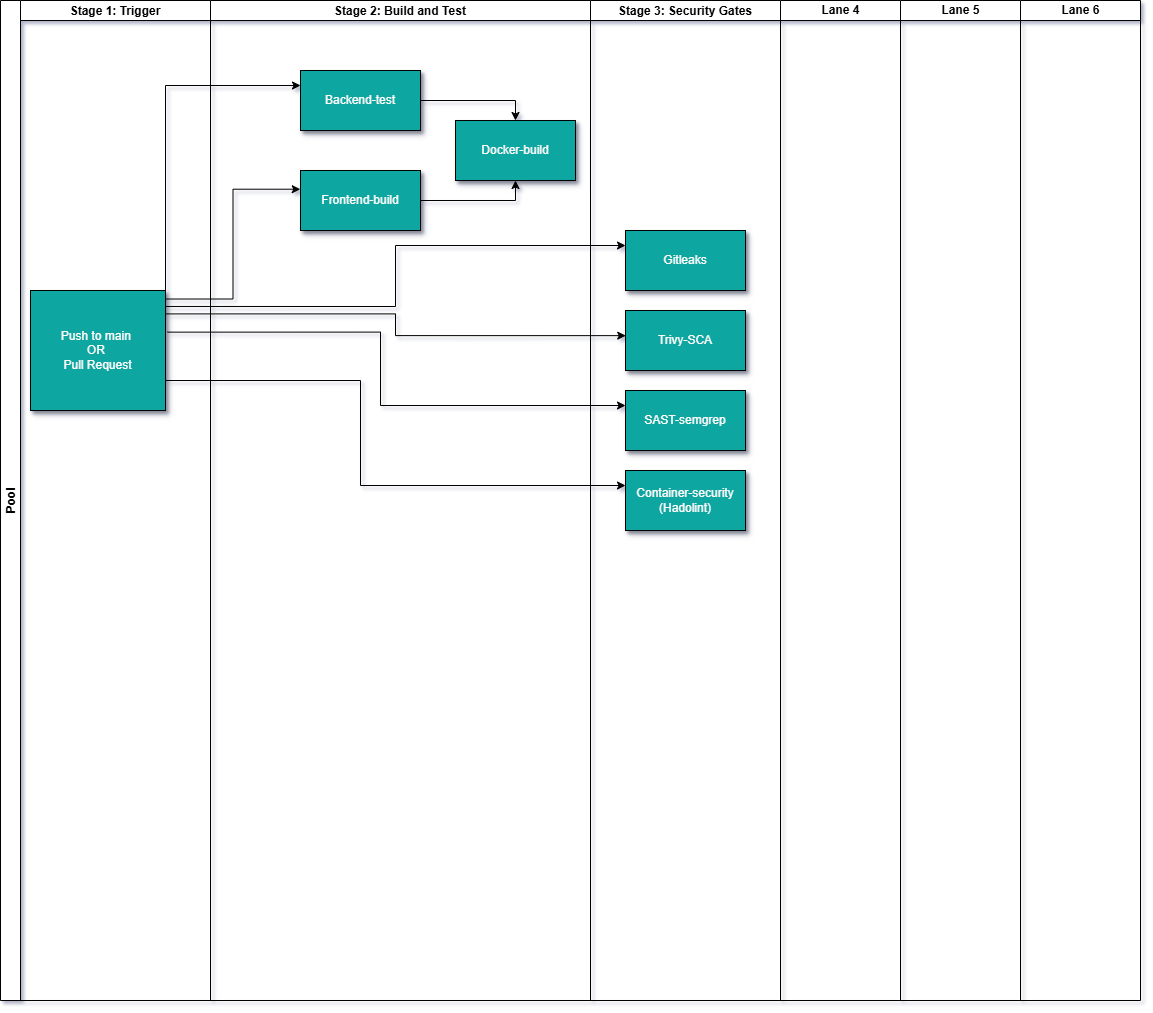 Stage 1: Trigger
Stage 2: Build and Test
Stage 3: Security Gates
Lane 4
Lane 5
Lane 6
Backend-test
Docker-build
Frontend-build
Gitleaks
Push to main
OR
Pull Request
Trivy-SCA
SAST-semgrep
Container-security
(Hadolint)
Pool